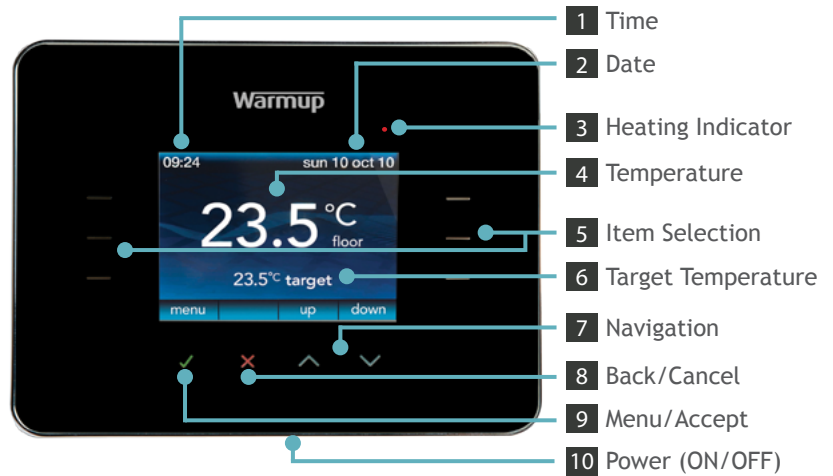 1 Time
2 Date
Warmup
3 Heating Indicator
09:24 sun 10 oct 10
4 Temperature
23.5°C
floor
5 Item Selection
23.5°C target
6 Target Temperature
menu up down
7 Navigation
8 Back/Cancel
9 Menu/Accept
10 Power (ON/OFF)